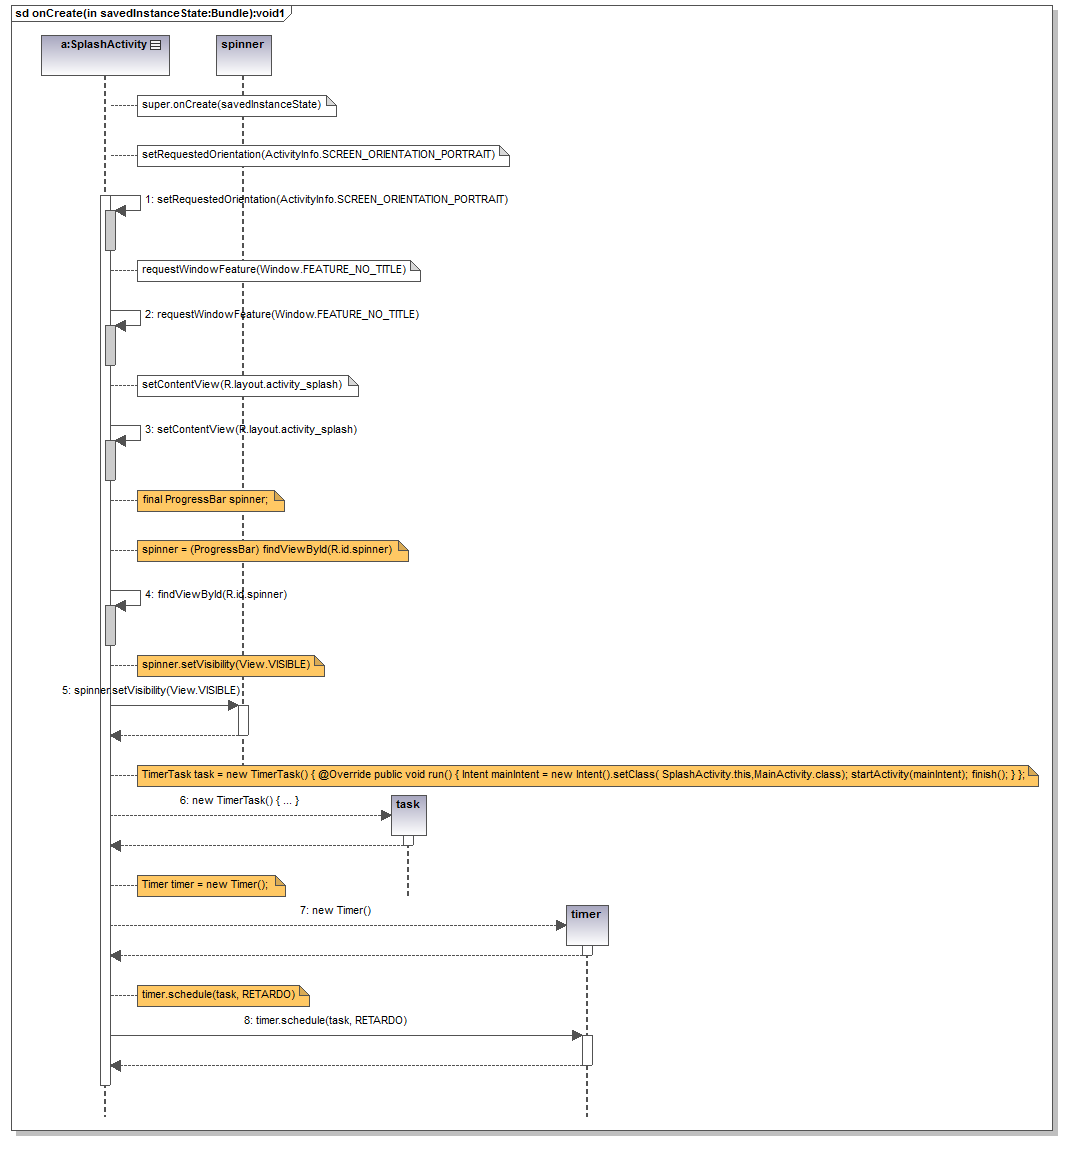 sd onCreate(in savedInstanceState:Bundle):void1
a:SplashActivity
spinner
super.onCreate(savedInstanceState)
setRequestedOrientation(ActivityInfo.SCREEN_ORIENTATION_PORTRAIT)
1: setRequestedOrientation(ActivityInfo.SCREEN_ORIENTATION_PORTRAIT)
requestWindowFeature(Window.FEATURE_NO_TITLE)
2: requestWindowFeature(Window.FEATURE_NO_TITLE)
setContentView(R.layout.activity_splash)
3: setContentView(R.layout.activity_splash)
final ProgressBar spinner;
spinner = (ProgressBar) findViewById(R.id.spinner)
4: findViewById(R.id.spinner)
spinner.setVisibility(View.VISIBLE)
5: spinner.setVisibility(View.VISIBLE)
TimerTask task = new TimerTask() { @Override public void run() { Intent mainIntent = new Intent().setClass( SplashActivity.this,MainActivity.class); startActivity(mainIntent); finish(); } };
6: new TimerTask() { ... }
task
Timer timer = new Timer();
7: new Timer()
timer
timer.schedule(task, RETARDO)
8: timer.schedule(task, RETARDO)